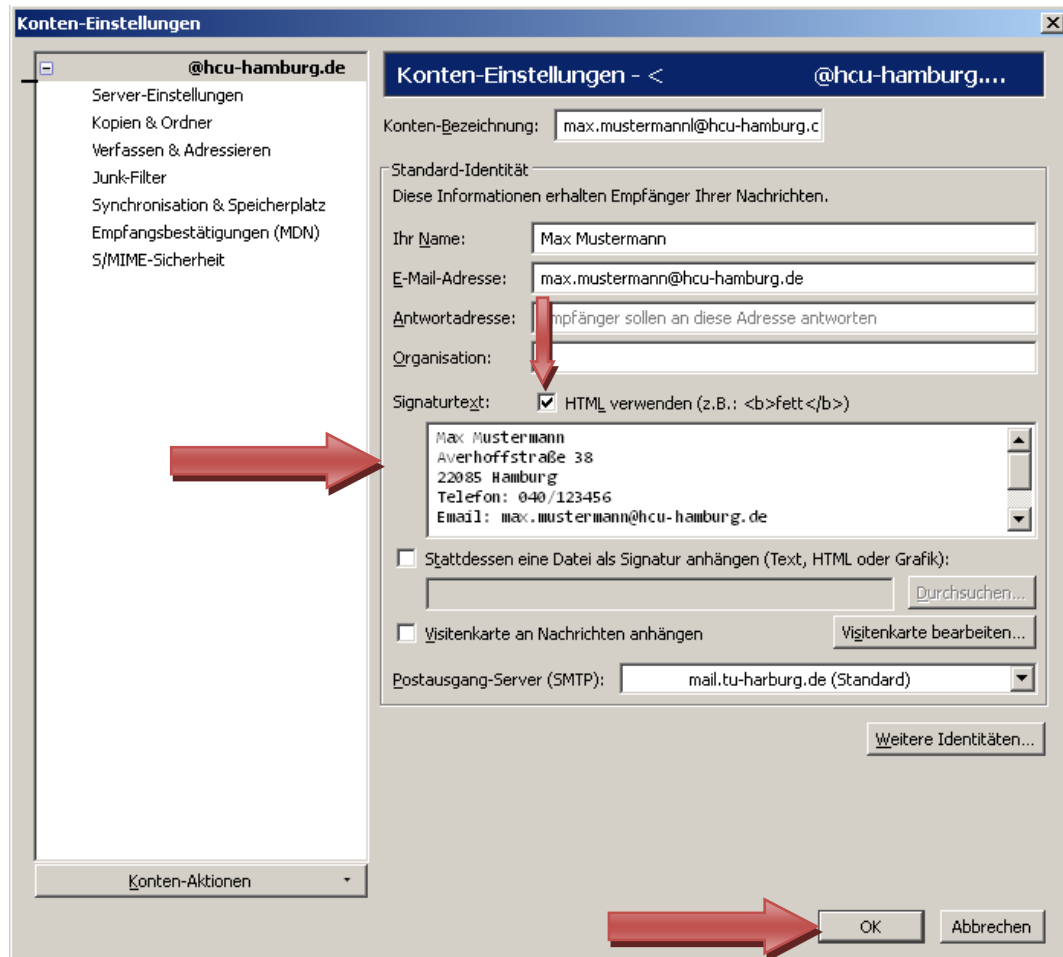 Konten-Einstellungen
@hcu-hamburg.de
Server-Einstellungen
Kopien & Ordner
Verfassen & Adressieren
Junk-Filter
Synchronisation & Speicherplatz
Empfangsbestätigungen (MDN)
S/MIME-Sicherheit
Konten-Aktionen
Konten-Einstellungen - < @hcu-hamburg....
Konten-Bezeichnung: max.mustermannl@hcu-hamburg.c
Standard-Identität
Diese Informationen erhalten Empfänger Ihrer Nachrichten.
Ihr Name: Max Mustermann
E-Mail-Adresse: max.mustermann@hcu-hamburg.de
Antwortadresse: mpfänger sollen an diese Adresse antworten
Organisation:
Signaturtext: HTML verwenden (z.B.: <b>fett</b>)
Max Mustermann
Averhoffstraße 38
22085 Hamburg
Telefon: 040/123456
Email: max.mustermann@hcu-hamburg.de
Stattdessen eine Datei als Signatur anhängen (Text, HTML oder Grafik):
Durchsuchen...
Visitenkarte an Nachrichten anhängen Visitenkarte bearbeiten...
Postausgang-Server (SMTP): mail.tu-harburg.de (Standard)
Weitere Identitäten...
OK Abbrechen